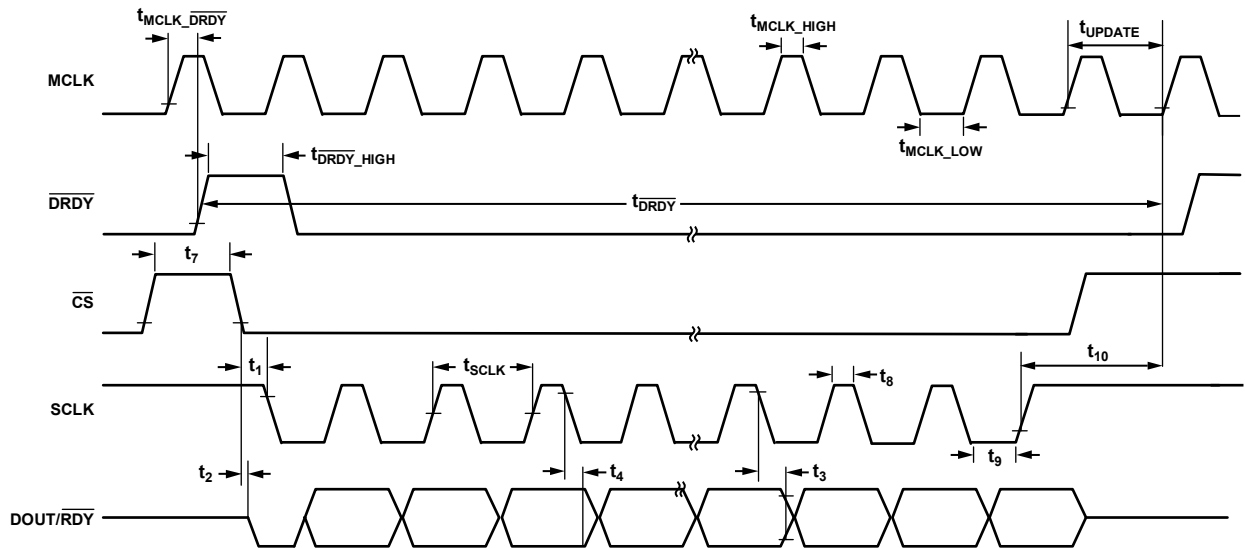 tMCLK_DRDY
tMCLK_HIGH
tUPDATE
MCLK
tMCLK_LOW
tDRDY_HIGH
DRDY
tDRDY
t7
CS
t1
tSCLK
t8
t10
SCLK
t9
t2
t4
t3
DOUT/RDY